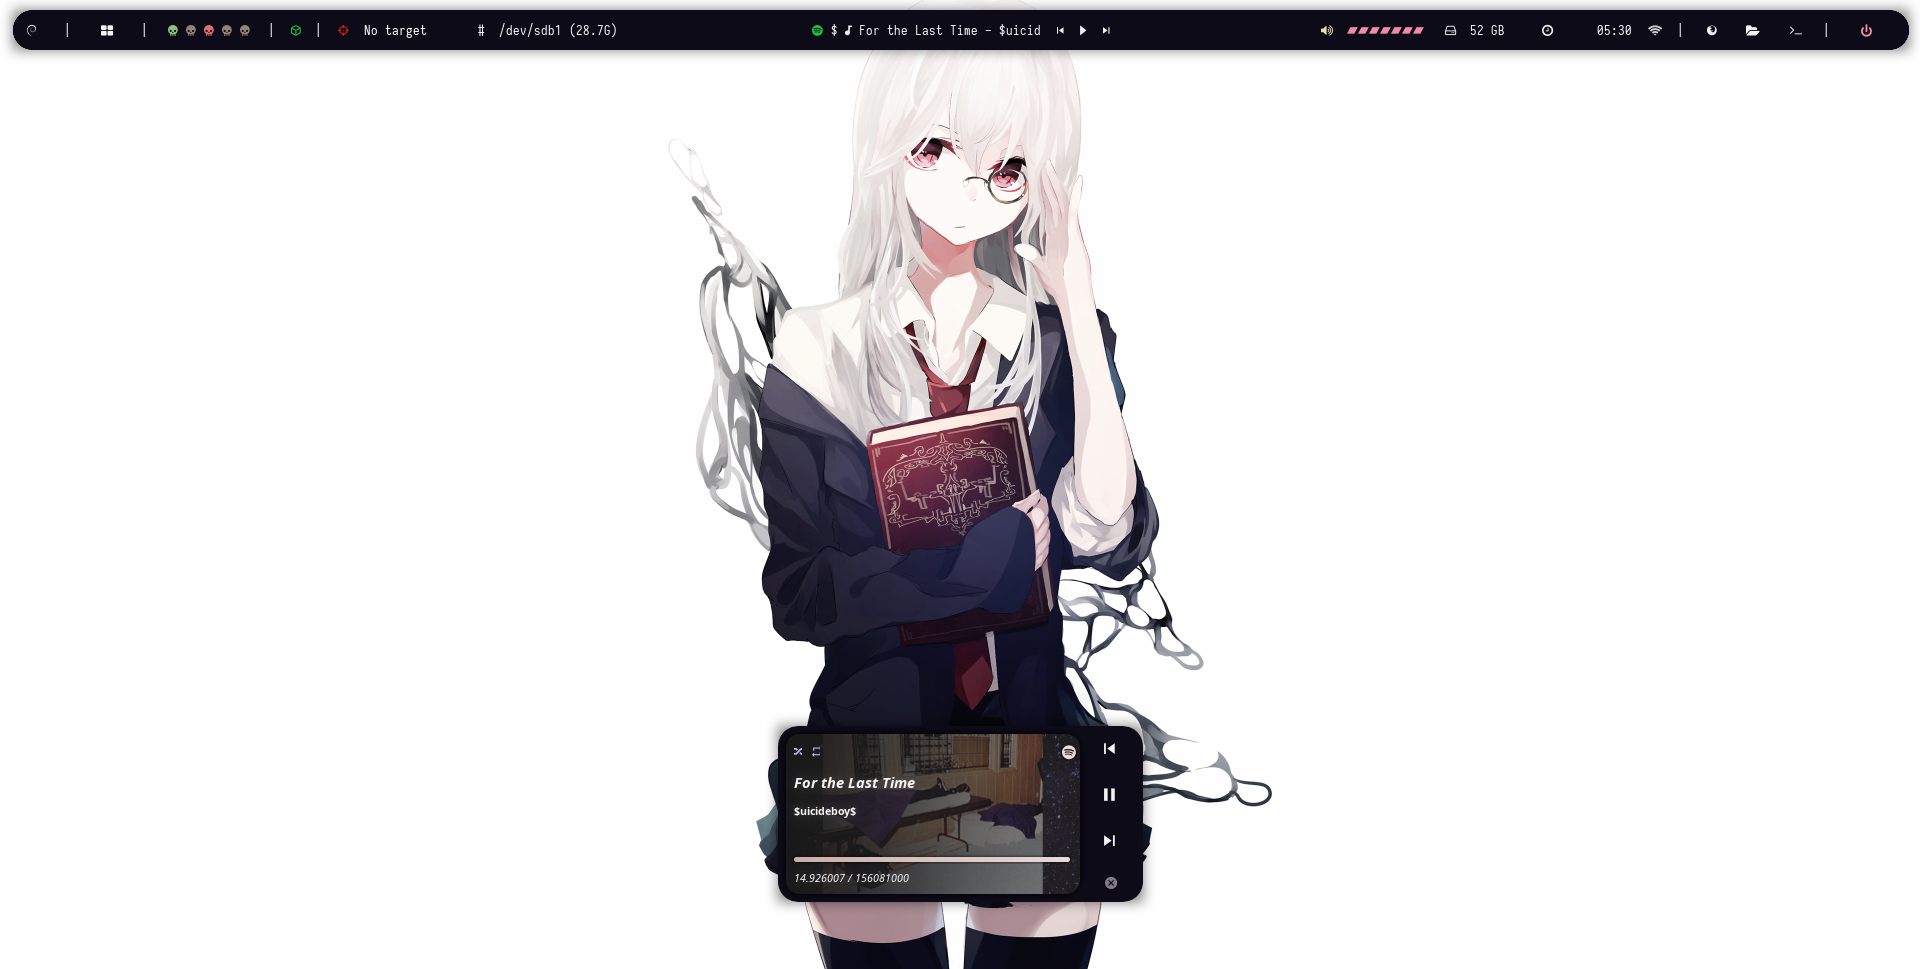 No target
# /dev/sdb1 (28.7G)
$ ♪ For the Last Time - $uicid
52 GB
05:30
For the Last Time
$uicideboy$
14.926007 / 156081000